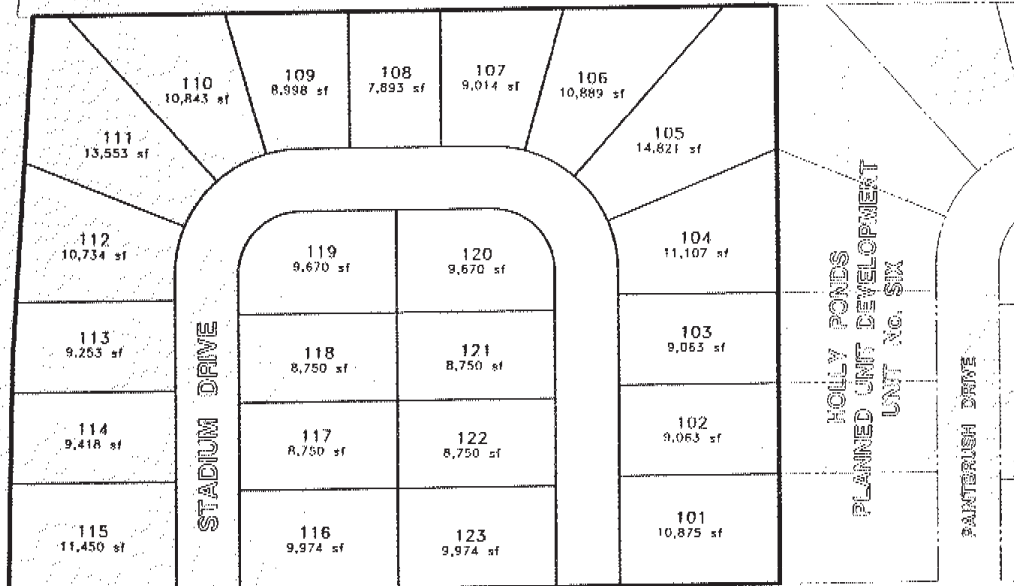 110
10,843 sf
109
8,998 sf
108
7,893 sf
107
9,014 sf
106
10,889 sf
111
13,553 sf
105
14,821 sf
112
10,734 sf
119
9,670 sf
120
9,670 sf
104
11,107 sf
113
9,253 sf
118
8,750 sf
121
8,750 sf
103
9,063 sf
114
9,418 sf
117
8,750 sf
122
8,750 sf
102
9,063 sf
115
11,450 sf
116
9,974 sf
123
9,974 sf
101
10,875 sf
STADIUM DRIVE
HOLLY PONDS
PLANNED UNIT DEVELOPMENT
UNIT No. SIX
PAINTBRUSH DRIVE